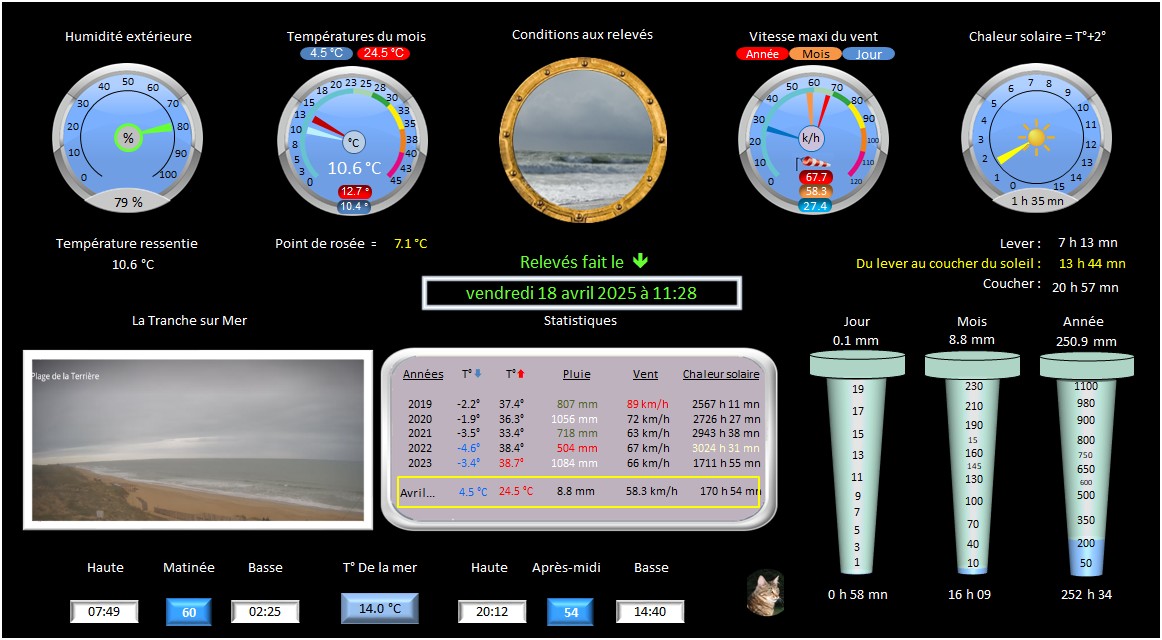 Humidité extérieure
Températures du mois
4.5 °C 24.5 °C
Conditions aux relevés
Vitesse maxi du vent
Année Mois Jour
Chaleur solaire = T°+2°
0 10 20 30 40 50 60 70 80 90 100
%
79 %
0 3 5 8 10 13 15 18 20 23 25 28 30 33 35 38 40 43 45
°C
10.6 °C
12.7 °
10.4 °
0 10 20 30 40 50 60 70 80 90 100 110 120
k/h
67.7
58.3
27.4
0 1 2 3 4 5 6 7 8 9 10 11 12 13 14 15
1 h 35 mn
Température ressentie
10.6 °C
Point de rosée = 7.1 °C
Relevés fait le
vendredi 18 avril 2025 à 11:28
Lever : 7 h 13 mn
Du lever au coucher du soleil : 13 h 44 mn
Coucher : 20 h 57 mn
La Tranche sur Mer
Plage de la Terrière
Statistiques
Années T° T° Pluie Vent Chaleur solaire
2019 -2.2° 37.4° 807 mm 89 km/h 2567 h 11 mn
2020 -1.9° 36.3° 1056 mm 72 km/h 2726 h 27 mn
2021 -3.5° 33.4° 718 mm 63 km/h 2943 h 38 mn
2022 -4.6° 38.4° 504 mm 67 km/h 3024 h 31 mn
2023 -3.4° 38.7° 1084 mm 66 km/h 1711 h 55 mn
Avril... 4.5 °C 24.5 °C 8.8 mm 58.3 km/h 170 h 54 mn
Jour
0.1 mm
19
17
15
13
11
9
7
5
3
1
0 h 58 mn
Mois
8.8 mm
230
210
190
15
160
145
130
100
70
40
10
16 h 09
Année
250.9 mm
1100
980
900
800
750
650
600
500
350
200
50
252 h 34
Haute Matinée Basse
07:49 60 02:25
T° De la mer
14.0 °C
Haute Après-midi Basse
20:12 54 14:40